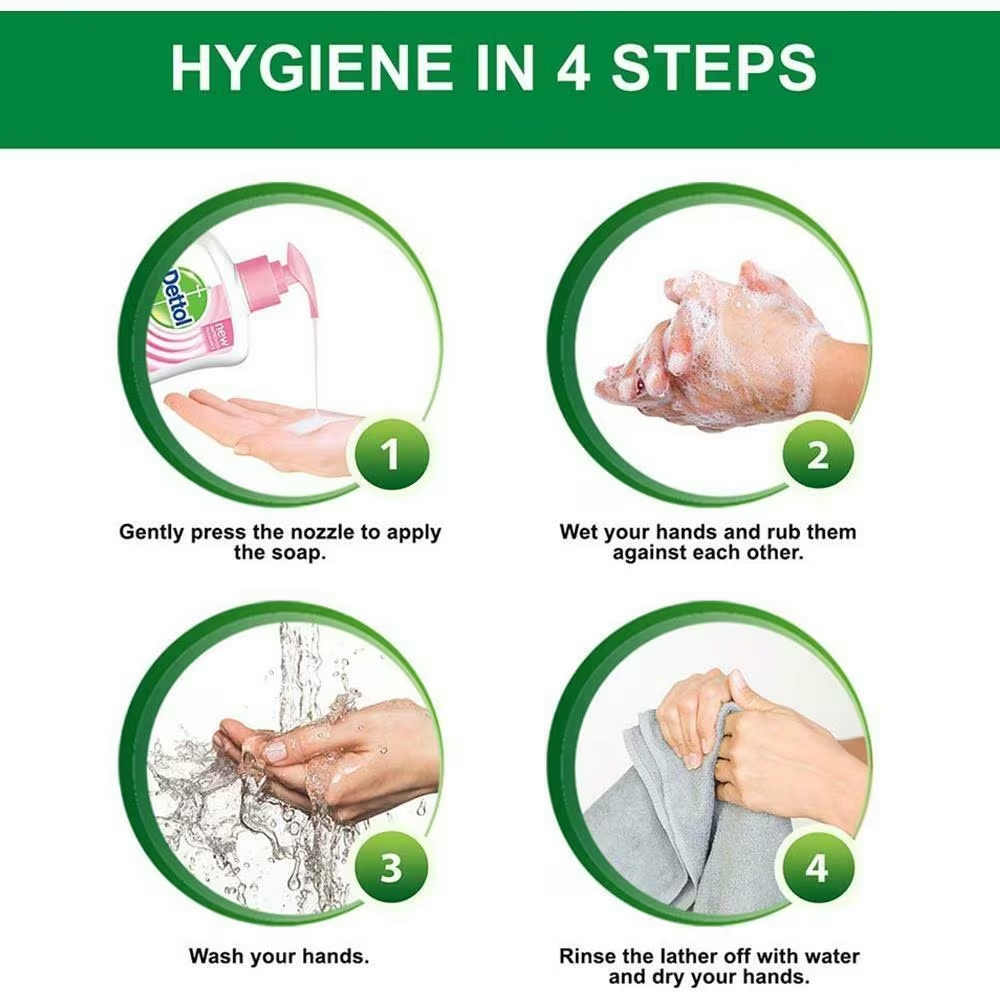 HYGIENE IN 4 STEPS
Dettol
new
1
Gently press the nozzle to apply
the soap.
2
Wet your hands and rub them
against each other.
3
Wash your hands.
4
Rinse the lather off with water
and dry your hands.